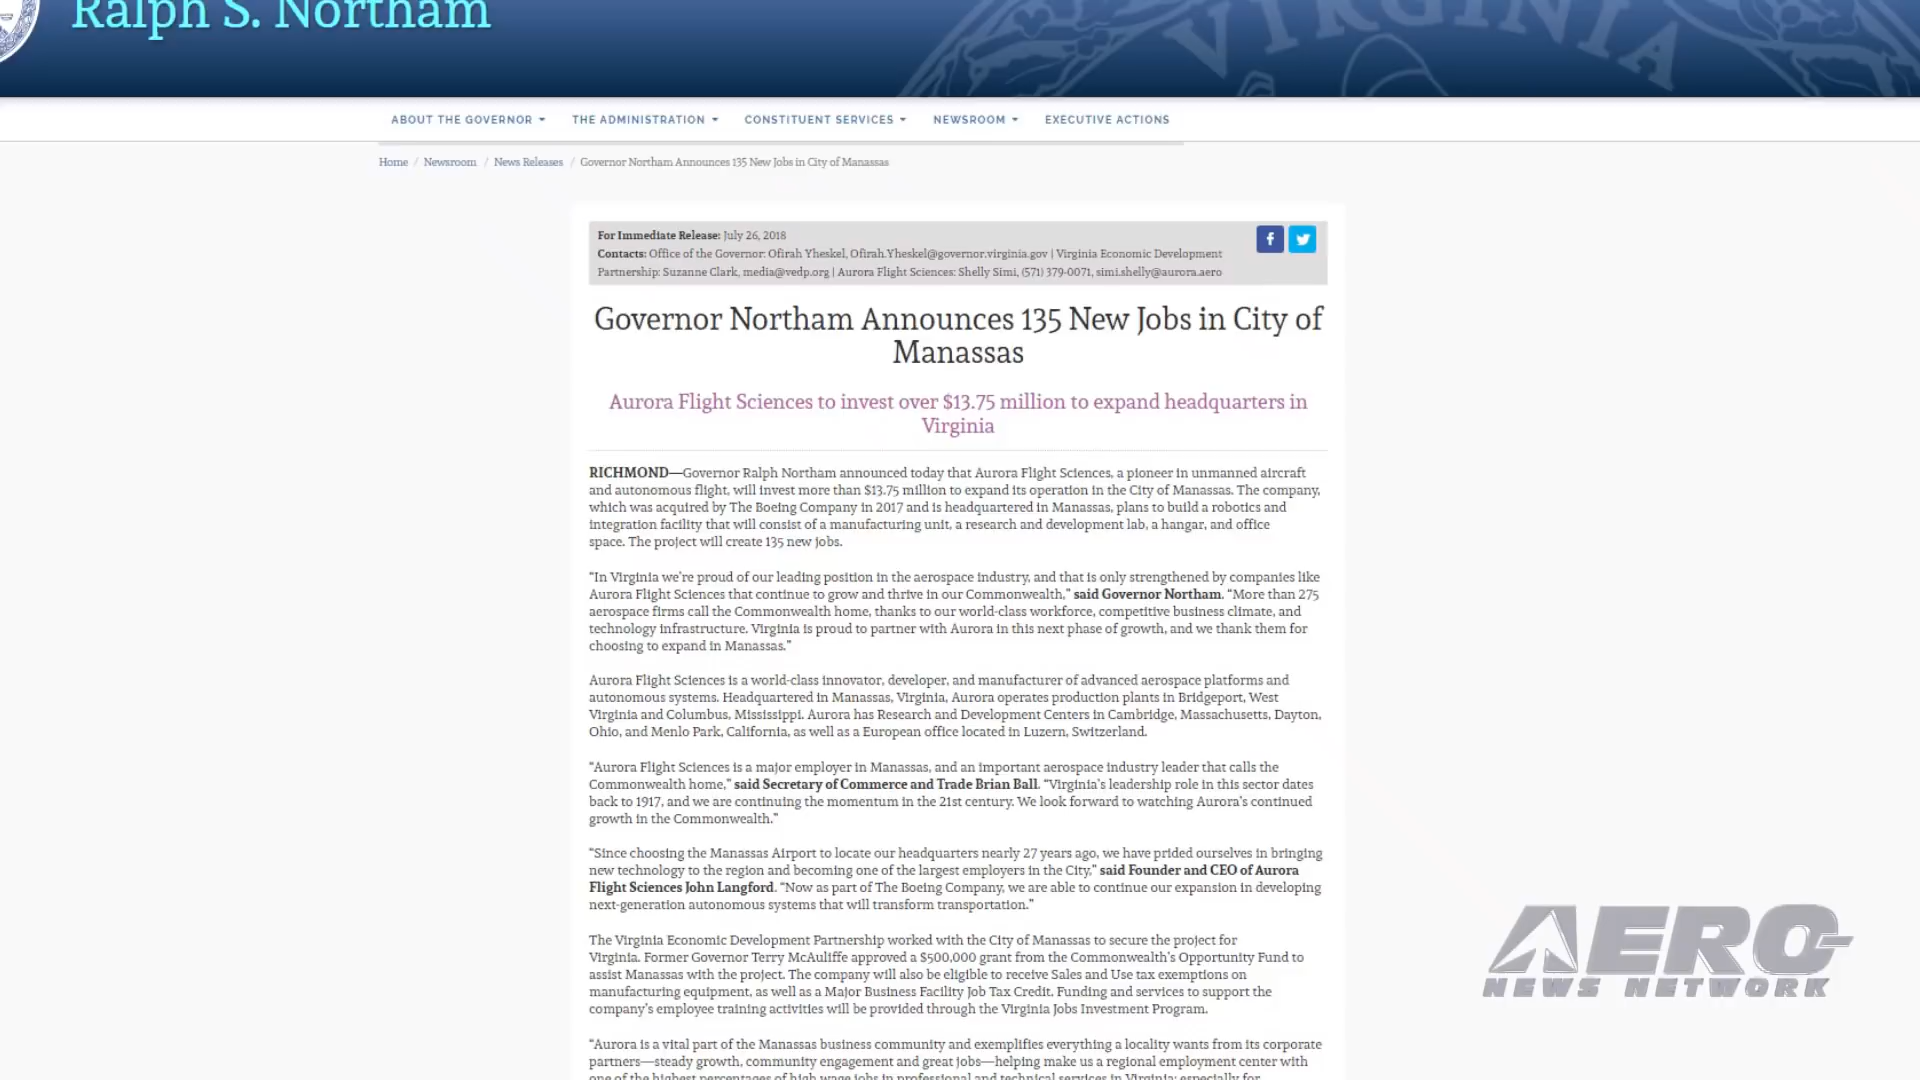 Ralph S. Northam
VIRGINIA
ABOUT THE GOVERNOR THE ADMINISTRATION CONSTITUENT SERVICES NEWSROOM EXECUTIVE ACTIONS
Home / Newsroom / News Releases / Governor Northam Announces 135 New Jobs in City of Manassas
For Immediate Release: July 26, 2018
Contacts: Office of the Governor: Ofirah Yheskel, Ofirah.Yheskel@governor.virginia.gov | Virginia Economic Development
Partnership: Suzanne Clark, media@vedp.org | Aurora Flight Sciences: Shelly Simi, (571) 379-0071, simi.shelly@aurora.aero
Governor Northam Announces 135 New Jobs in City of
Manassas
Aurora Flight Sciences to invest over $13.75 million to expand headquarters in
Virginia
RICHMOND—Governor Ralph Northam announced today that Aurora Flight Sciences, a pioneer in unmanned aircraft
and autonomous flight, will invest more than $13.75 million to expand its operation in the City of Manassas. The company,
which was acquired by The Boeing Company in 2017 and is headquartered in Manassas, plans to build a robotics and
integration facility that will consist of a manufacturing unit, a research and development lab, a hangar, and office
space. The project will create 135 new jobs.
“In Virginia we’re proud of our leading position in the aerospace industry, and that is only strengthened by companies like
Aurora Flight Sciences that continue to grow and thrive in our Commonwealth,” said Governor Northam. “More than 275
aerospace firms call the Commonwealth home, thanks to our world-class workforce, competitive business climate, and
technology infrastructure. Virginia is proud to partner with Aurora in this next phase of growth, and we thank them for
choosing to expand in Manassas.”
Aurora Flight Sciences is a world-class innovator, developer, and manufacturer of advanced aerospace platforms and
autonomous systems. Headquartered in Manassas, Virginia, Aurora operates production plants in Bridgeport, West
Virginia and Columbus, Mississippi. Aurora has Research and Development Centers in Cambridge, Massachusetts, Dayton,
Ohio, and Menlo Park, California, as well as a European office located in Luzern, Switzerland.
“Aurora Flight Sciences is a major employer in Manassas, and an important aerospace industry leader that calls the
Commonwealth home,” said Secretary of Commerce and Trade Brian Ball. “Virginia’s leadership role in this sector dates
back to 1917, and we are continuing the momentum in the 21st century. We look forward to watching Aurora’s continued
growth in the Commonwealth.”
“Since choosing the Manassas Airport to locate our headquarters nearly 27 years ago, we have prided ourselves in bringing
new technology to the region and becoming one of the largest employers in the City,” said Founder and CEO of Aurora
Flight Sciences John Langford. “Now as part of The Boeing Company, we are able to continue our expansion in developing
next-generation autonomous systems that will transform transportation.”
The Virginia Economic Development Partnership worked with the City of Manassas to secure the project for
Virginia. Former Governor Terry McAuliffe approved a $500,000 grant from the Commonwealth’s Opportunity Fund to
assist Manassas with the project. The company will also be eligible to receive Sales and Use tax exemptions on
manufacturing equipment, as well as a Major Business Facility Job Tax Credit. Funding and services to support the
company’s employee training activities will be provided through the Virginia Jobs Investment Program.
“Aurora is a vital part of the Manassas business community and exemplifies everything a locality wants from its corporate
partners—steady growth, community engagement and great jobs—helping make us a regional employment center with
one of the highest percentages of high wage jobs in professional and technical services in Virginia; especially for
AERO-
NEWS NETWORK